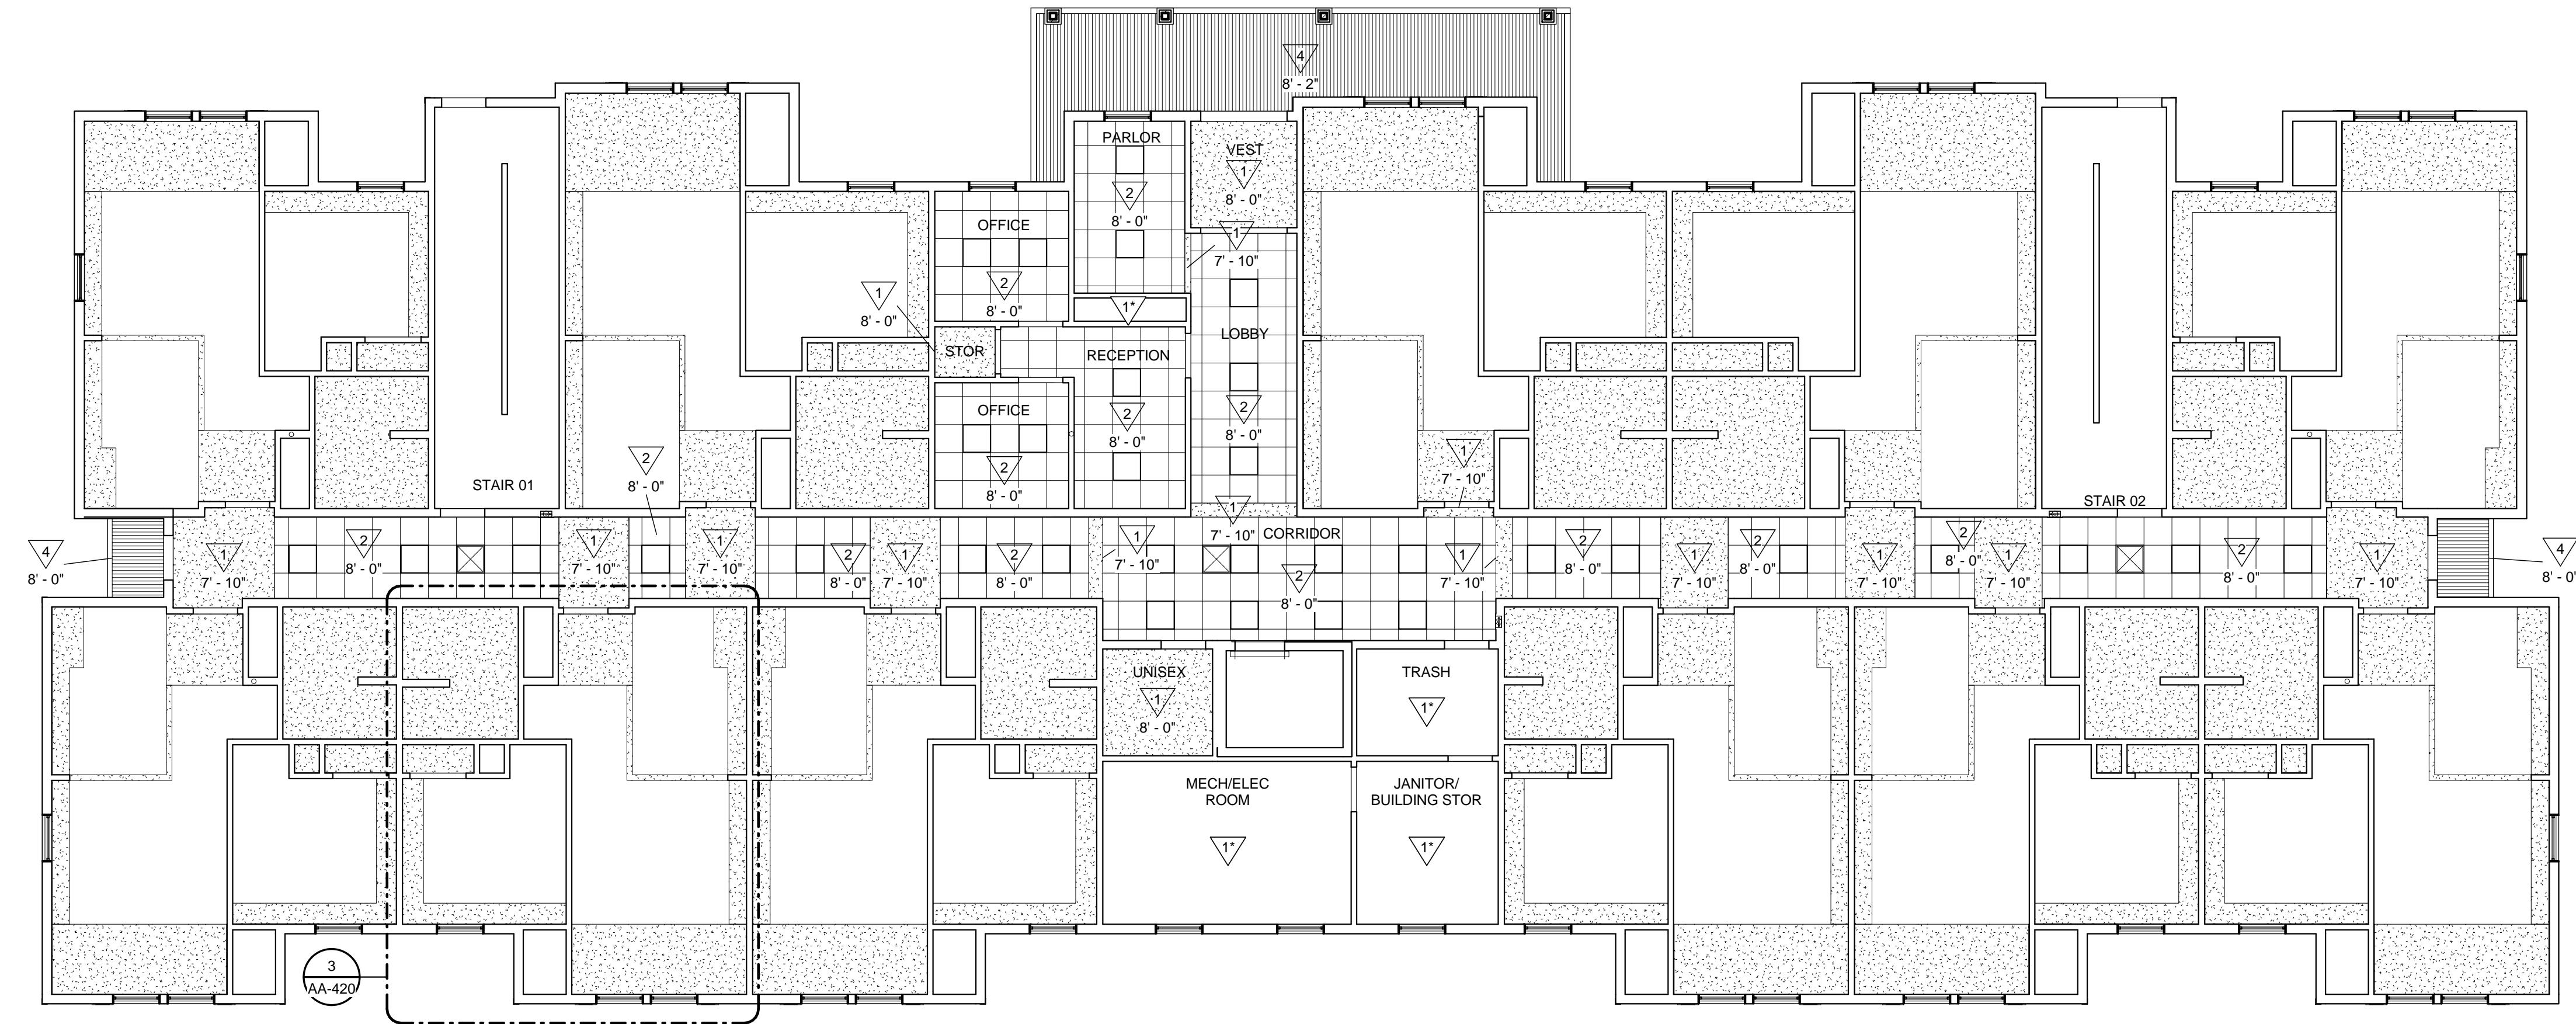 4
8' - 2"
PARLOR
2
8' - 0"
VEST
1
8' - 0"
1
7' - 10"
OFFICE
2
8' - 0"
1
8' - 0"
1*
STOR
RECEPTION
2
8' - 0"
LOBBY
2
8' - 0"
OFFICE
2
8' - 0"
STAIR 01
2
8' - 0"
1
7' - 10"
STAIR 02
4
8' - 0"
1
7' - 10"
2
8' - 0"
1
7' - 10"
1
7' - 10"
2
8' - 0"
1
7' - 10"
2
8' - 0"
1
7' - 10"
1
7' - 10"
CORRIDOR
2
8' - 0"
1
7' - 10"
2
8' - 0"
1
7' - 10"
2
8' - 0"
1
7' - 10"
2
8' - 0"
1
7' - 10"
2
8' - 0"
1
7' - 10"
4
8' - 0"
UNISEX
1
8' - 0"
TRASH
1*
MECH/ELEC
ROOM
1*
JANITOR/
BUILDING STOR
1*
3
AA-420